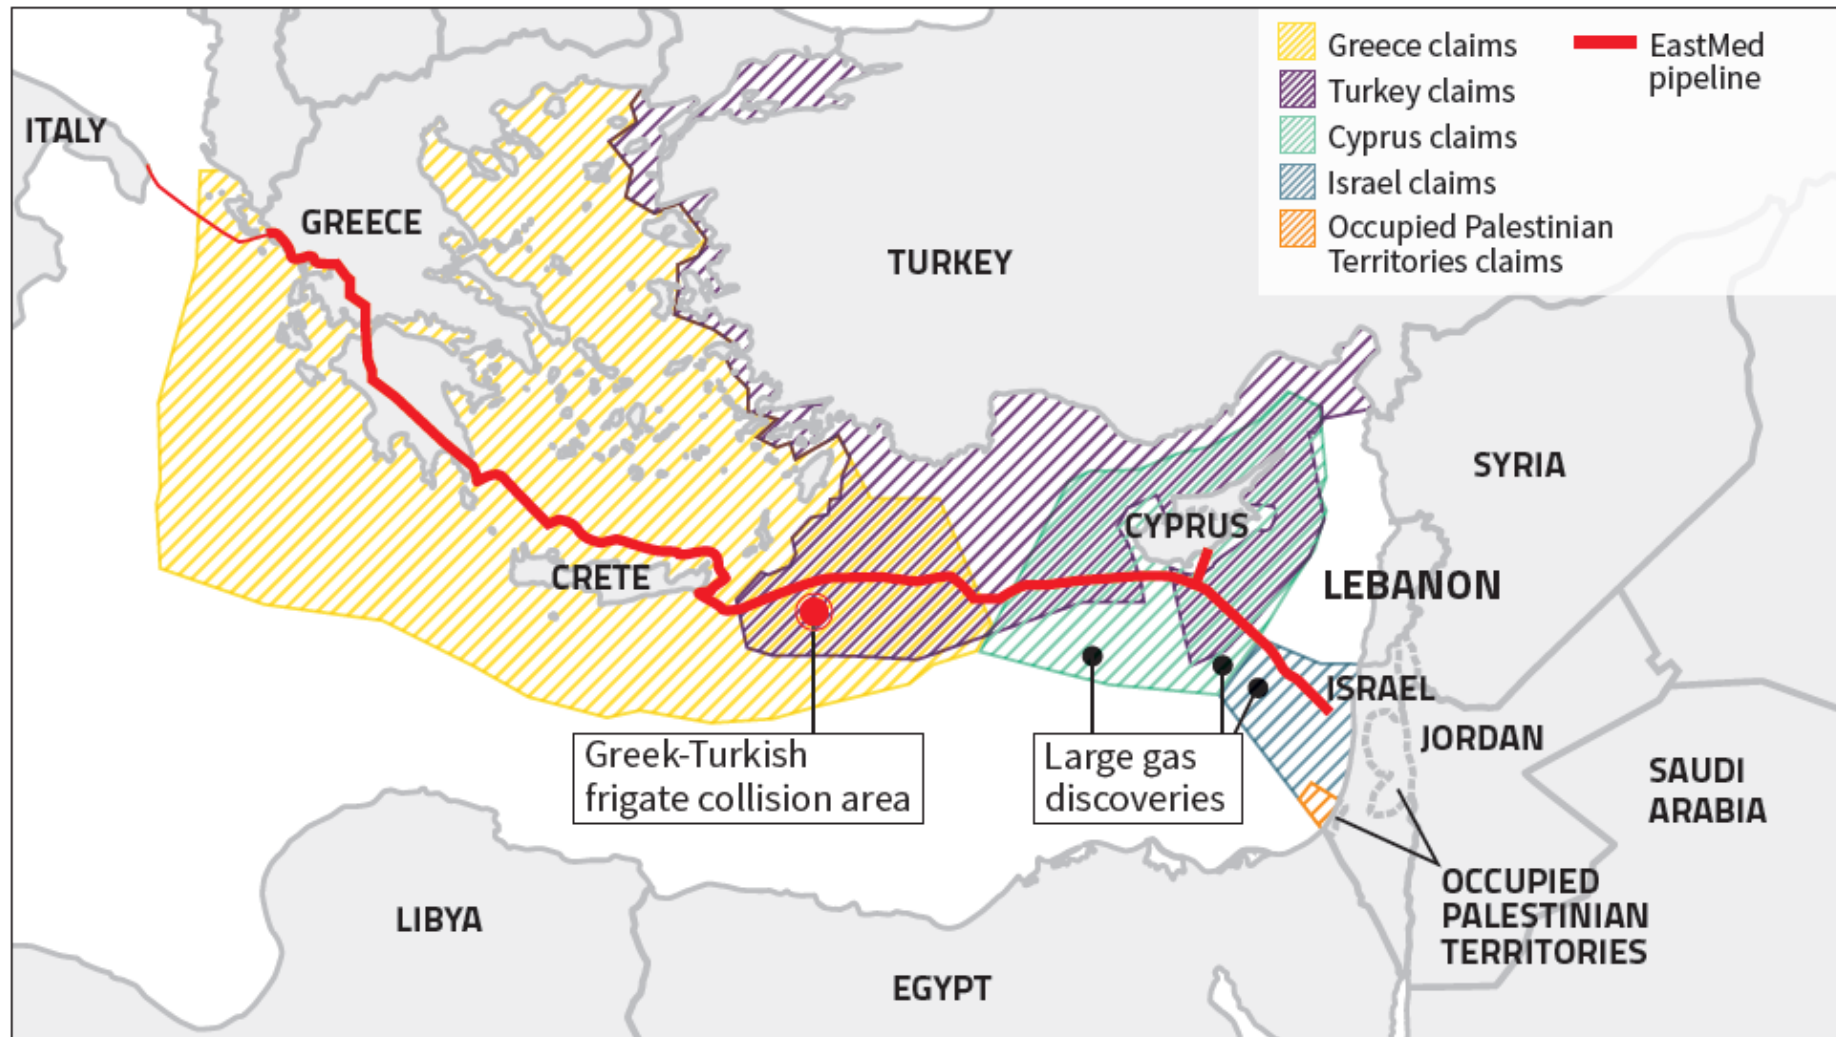 Greece claims
Turkey claims
Cyprus claims
Israel claims
Occupied Palestinian
Territories claims
EastMed
pipeline
ITALY
GREECE
TURKEY
SYRIA
CYPRUS
CRETE
LEBANON
ISRAEL
JORDAN
SAUDI
ARABIA
Greek-Turkish
frigate collision area
Large gas
discoveries
OCCUPIED
PALESTINIAN
TERRITORIES
LIBYA
EGYPT